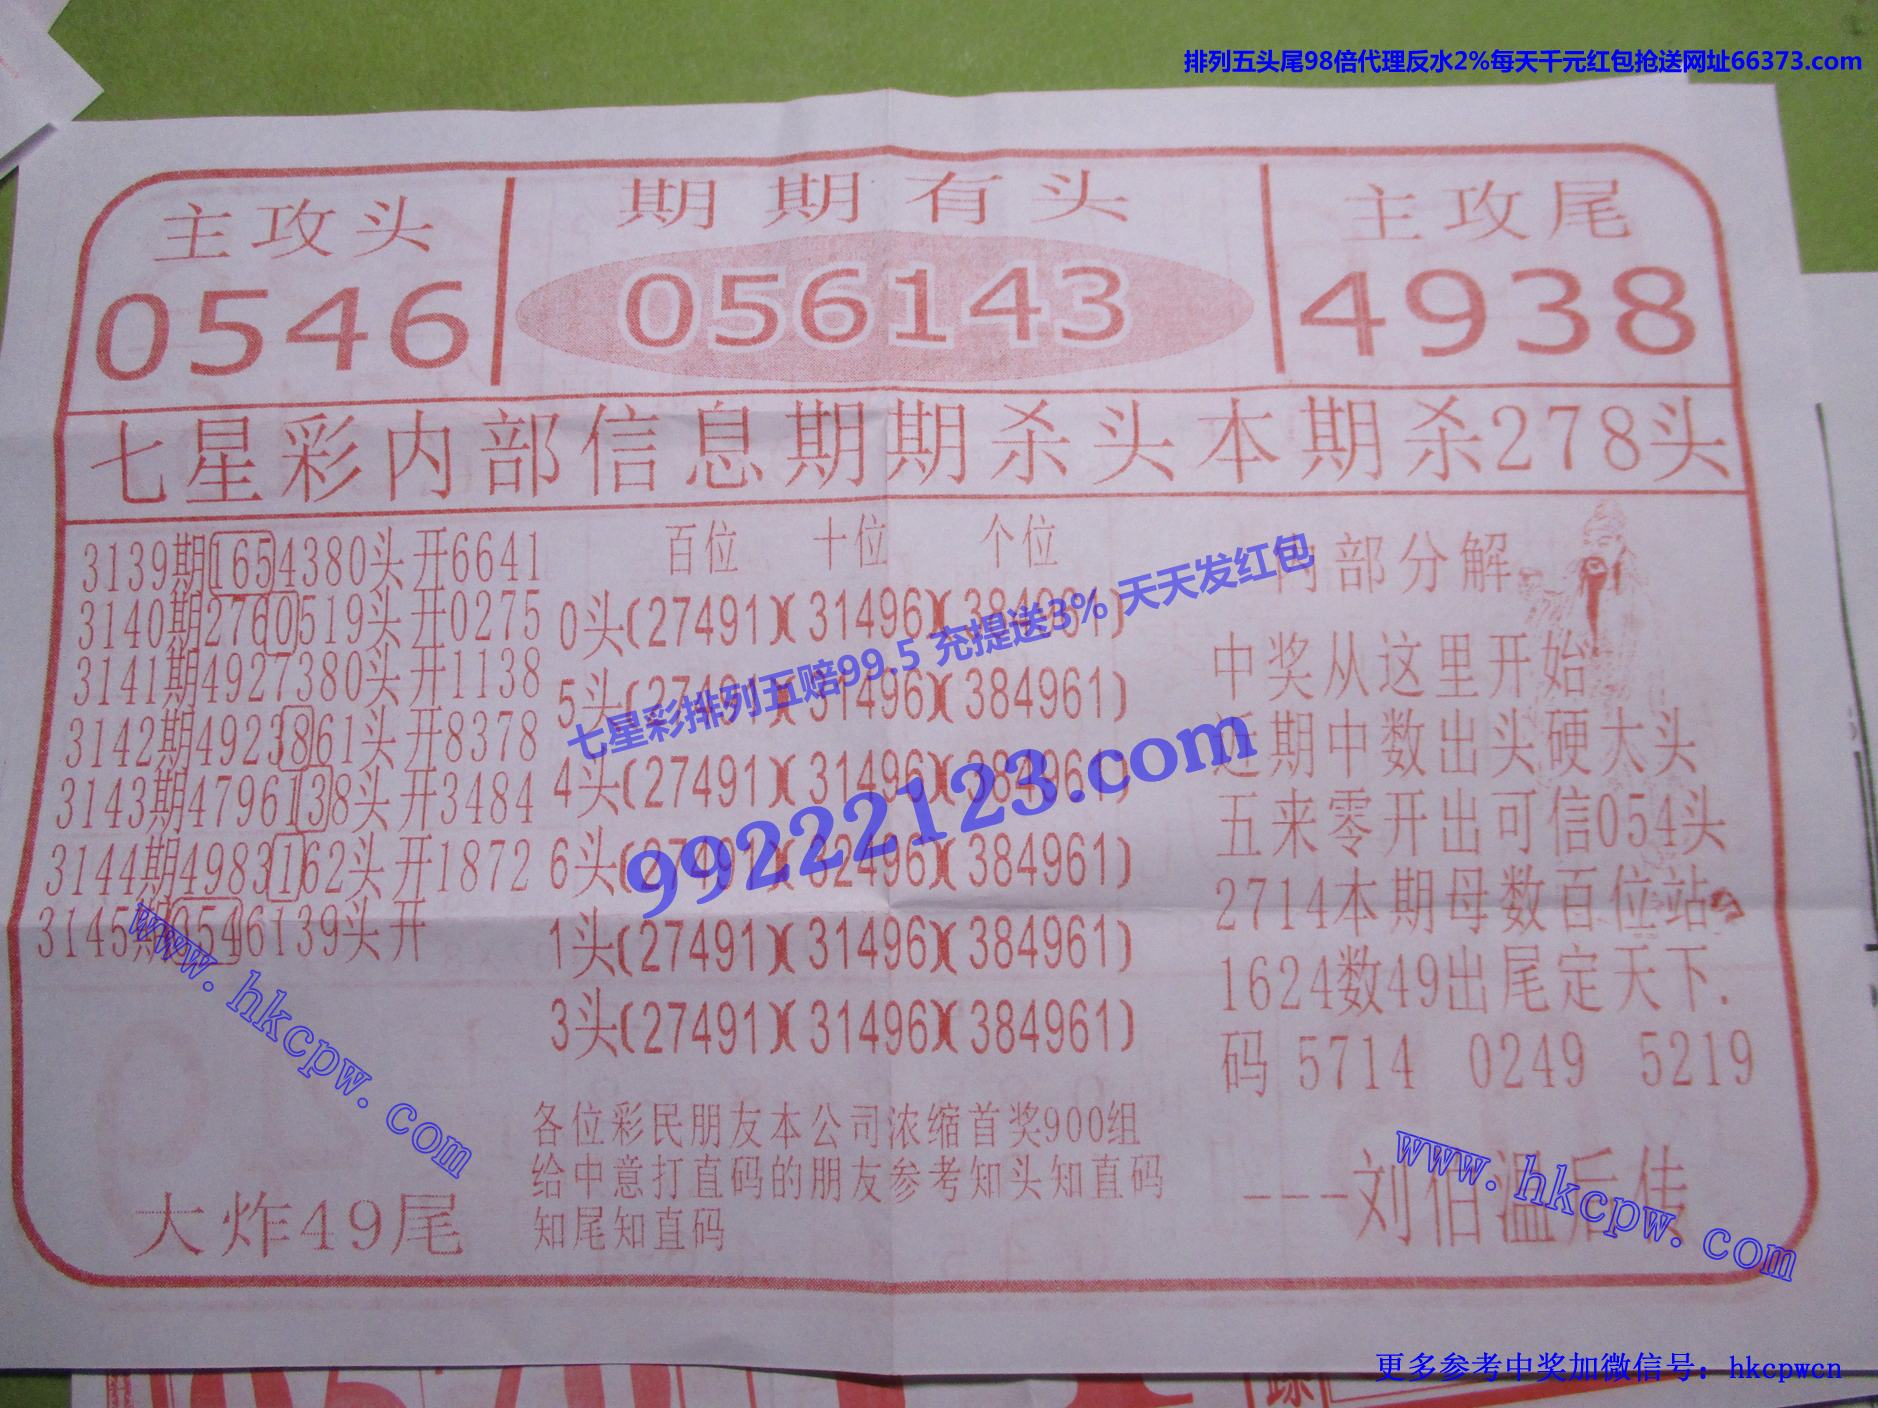 排列五头尾98倍代理反水2%每天千元红包抢送网址66373.com
主攻头
0546
期期有头
056143
主攻尾
4938
七星彩内部信息期期杀头本期杀278头
3139期1654380头开6641
3140期2760519头开0275
3141期4927380头开1138
3142期4923861头开8378
3143期4796138头开3484
3144期4983162头开1872
3145期0546139头开
大炸49尾
百位 十位 个位
0头(27491)(31496)(384961)
5头(27491)(31496)(384961)
4头(27491)(31496)(384961)
6头(27491)(32496)(384961)
1头(27491)(31496)(384961)
3头(27491)(31496)(384961)
各位彩民朋友本公司浓缩首奖900组
给中意打直码的朋友参考知头知直码
知尾知直码
内部分解
中奖从这里开始
近期中数出头硬大头
五来零开出可信054头
2714本期母数百位站
1624数49出尾定天下.
码 5714 0249 5219
---刘伯温后传
七星彩排列五赔99.5 充提送3% 天天发红包
99222123.com
www.hkcpw.com
www.hkcpw.com
更多参考中奖加微信号：hkcpwcn